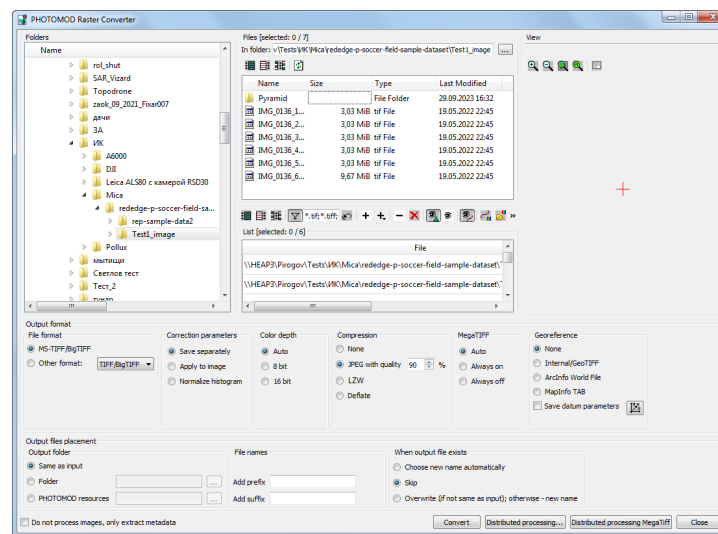 PHOTOMOD Raster Converter
Folders
Name
rol_shut
SAR_Vizard
Topodrone
zaok_09_2021_Fixar007
дачи
ЗА
ИК
A6000
DJI
Leica ALS80 с камерой RSD30
Mica
rededge-p-soccer-field-sa...
rep-sample-data2
Test1_image
Pollux
мытищи
Светлов тест
Тест_2
Files [selected: 0 / 7]
In folder: v\Tests\ИК\Mica\rededge-p-soccer-field-sample-dataset\Test1_image ...
Name Size Type Last Modified
Pyramid File Folder 29.09.2023 16:32
IMG_0136_1... 3,03 MiB tif File 19.05.2022 22:45
IMG_0136_2... 3,03 MiB tif File 19.05.2022 22:45
IMG_0136_3... 3,03 MiB tif File 19.05.2022 22:45
IMG_0136_4... 3,03 MiB tif File 19.05.2022 22:45
IMG_0136_5... 3,03 MiB tif File 19.05.2022 22:45
IMG_0136_6... 9,67 MiB tif File 19.05.2022 22:45
*.tif;*.tiff;
List [selected: 0 / 6]
File
\\HEAP3\Pirogov\Tests\ИК\Mica\rededge-p-soccer-field-sample-dataset\
\\HEAP3\Pirogov\Tests\ИК\Mica\rededge-p-soccer-field-sample-dataset\
View
Output format
File format
MS-TIFF/BigTIFF
Other format: TIFF/BigTIFF
Correction parameters
Save separately
Apply to image
Normalize histogram
Color depth
Auto
8 bit
16 bit
Compression
None
JPEG with quality 90 %
LZW
Deflate
MegaTIFF
Auto
Always on
Always off
Georeference
None
Internal/GeoTIFF
ArcInfo World File
MapInfo TAB
Save datum parameters
Output files placement
Output folder
Same as input
Folder ...
PHOTOMOD resources ...
File names
Add prefix
Add suffix
When output file exists
Choose new name automatically
Skip
Overwrite (if not same as input); otherwise - new name
Do not process images, only extract metadata
Convert Distributed processing... Distributed processing MegaTiff Close